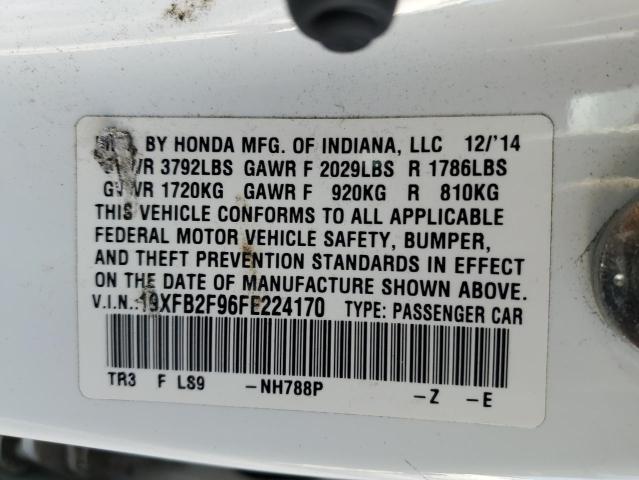 BY HONDA MFG. OF INDIANA, LLC 12/'14
GVWR 3792LBS GAWR F 2029LBS R 1786LBS
GVWR 1720KG GAWR F 920KG R 810KG
THIS VEHICLE CONFORMS TO ALL APPLICABLE
FEDERAL MOTOR VEHICLE SAFETY, BUMPER,
AND THEFT PREVENTION STANDARDS IN EFFECT
ON THE DATE OF MANUFACTURE SHOWN ABOVE.
V.I.N.:19XFB2F96FE224170 TYPE: PASSENGER CAR
TR3 F LS9 -NH788P -Z -E